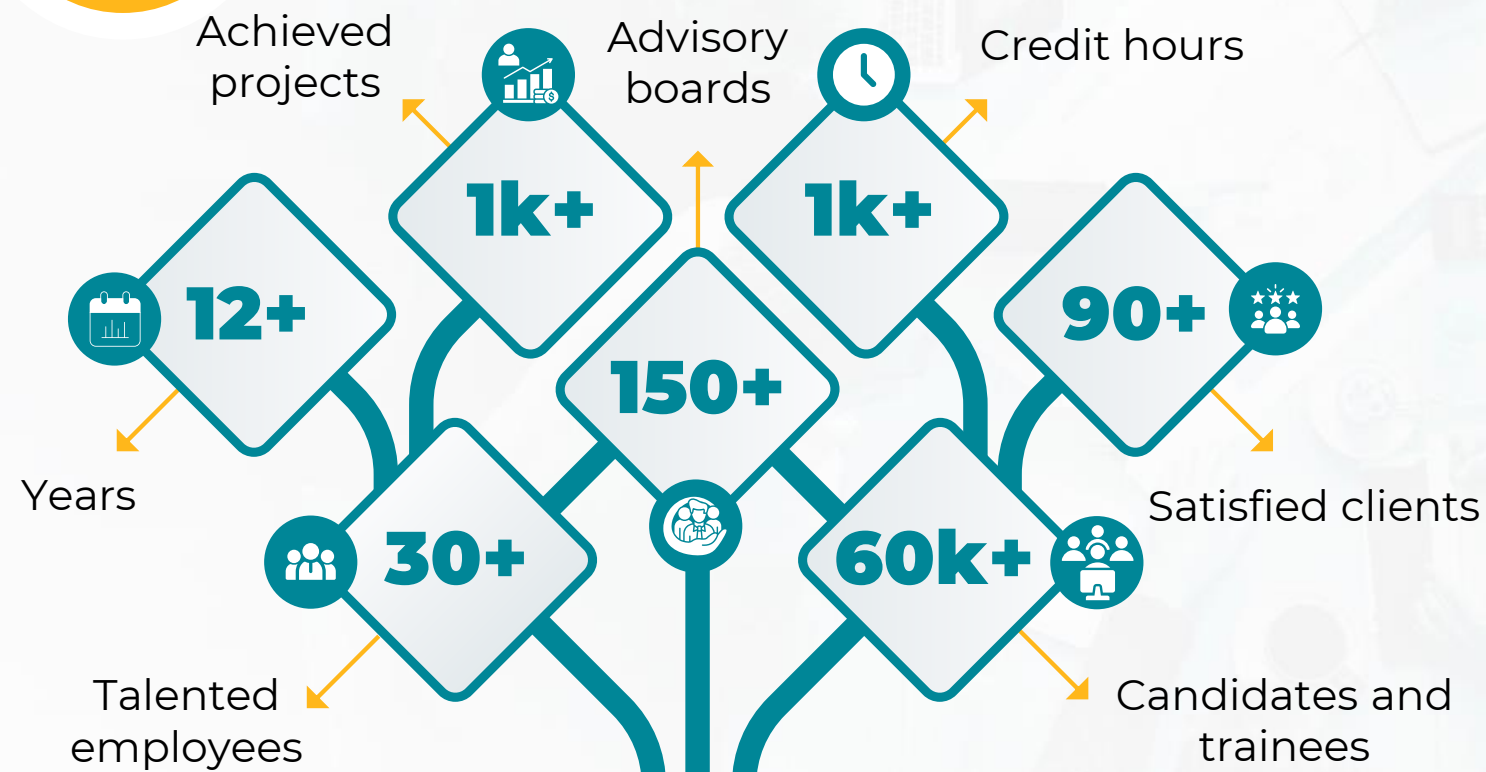 Achieved
projects
Advisory
boards
Credit hours
1k+
1k+
12+
90+
150+
Years
Satisfied clients
30+
60k+
Talented
employees
Candidates and
trainees